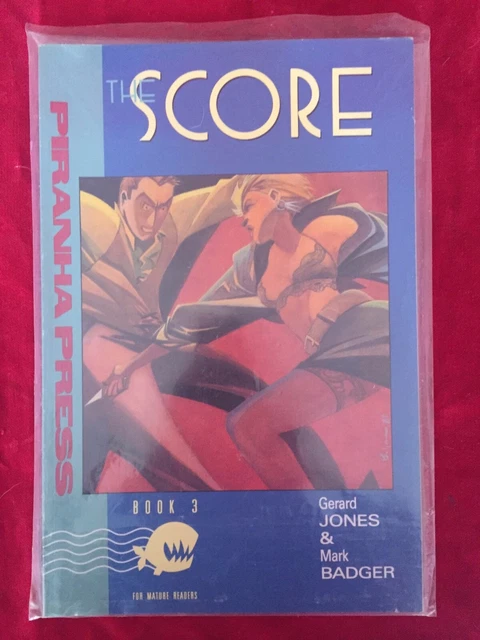 THE
SCORE
PIRANHA PRESS
BOOK 3
FOR MATURE READERS
Gerard
JONES
&
Mark
BADGER